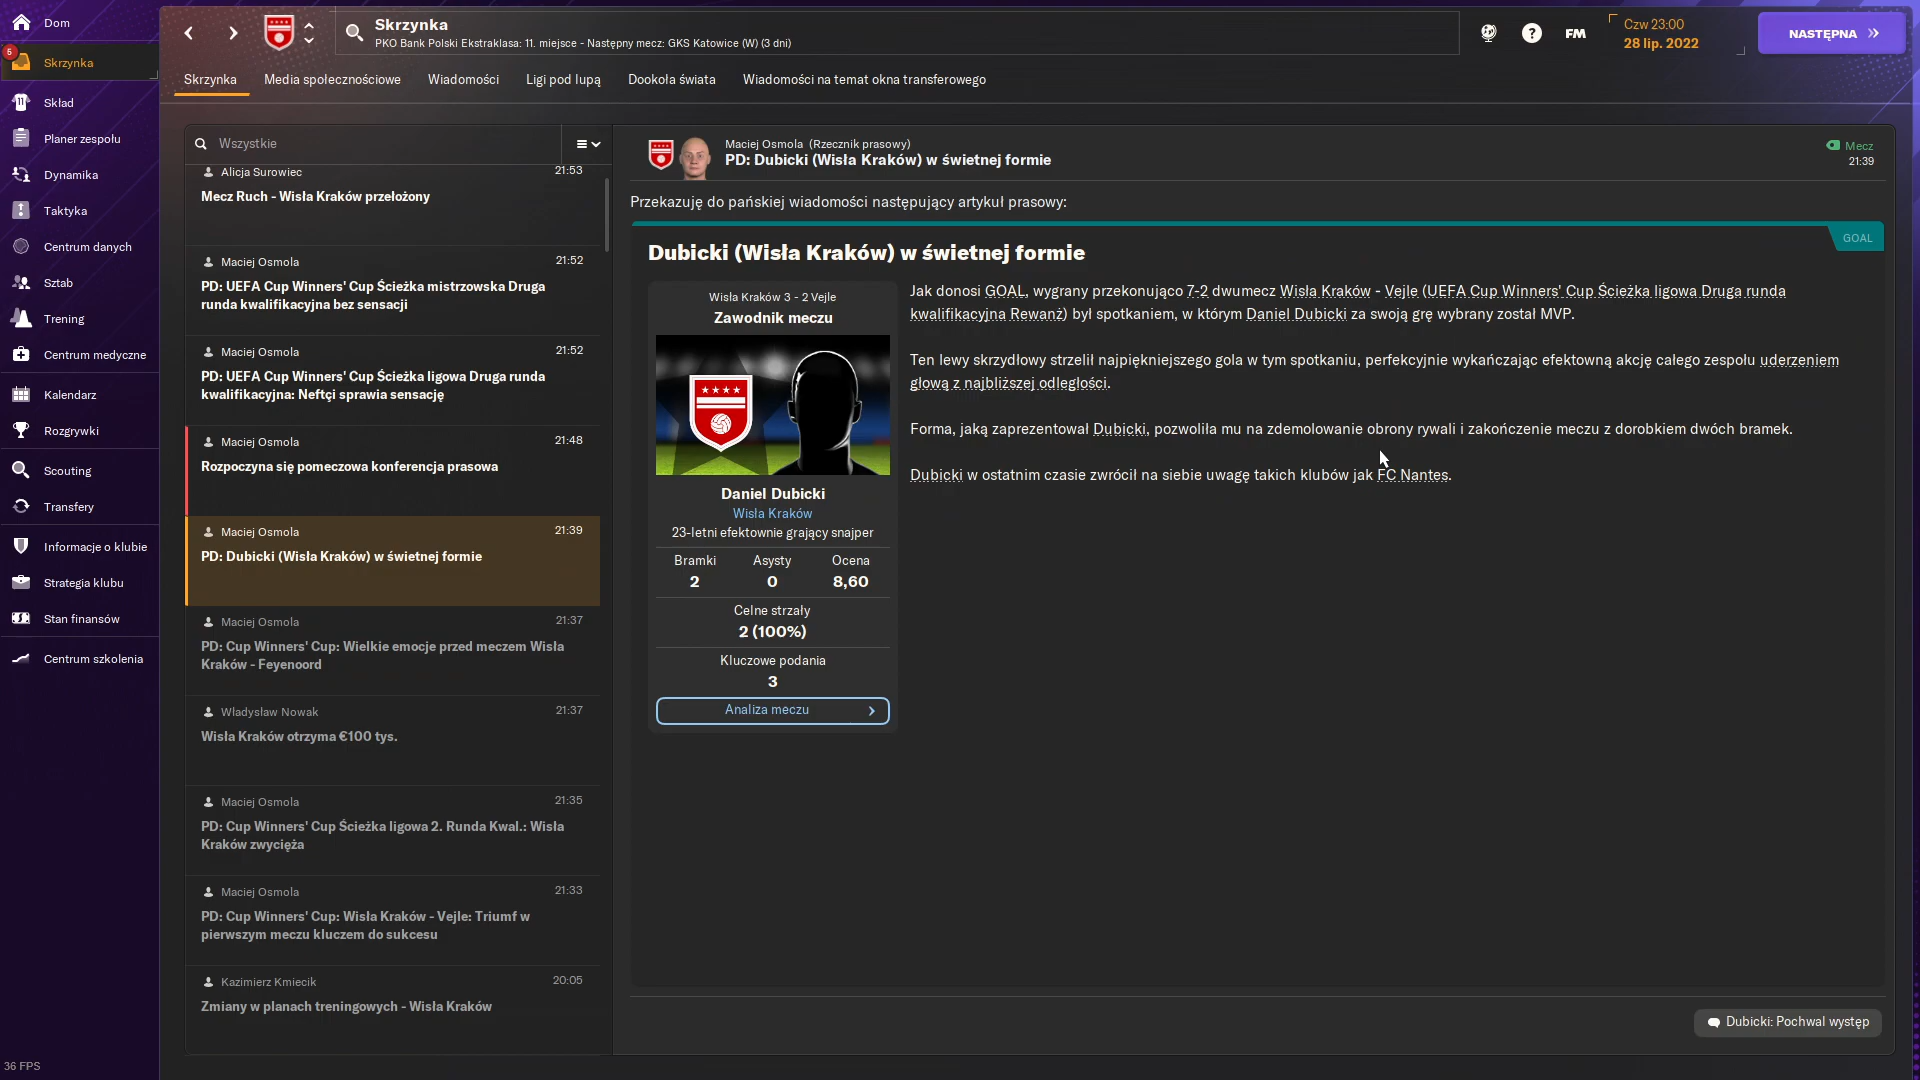 Dom
6
Skrzynka
Skład
Planer zespołu
Dynamika
Taktyka
Centrum danych
Sztab
Trening
Centrum medyczne
Kalendarz
Rozgrywki
Scouting
Transfery
Informacje o klubie
Strategia klubu
Stan finansów
Centrum szkolenia
36 FPS
Skrzynka
PKO Bank Polski Ekstraklasa: 11. miejsce - Następny mecz: GKS Katowice (W) (3 dni)
?
FM
Czw 23:00
28 lip. 2022
NASTĘPNA
Skrzynka Media społecznościowe Wiadomości Ligi pod lupą Dookoła świata Wiadomości na temat okna transferowego
Wszystkie
Alicja Surowiec 21:53
Mecz Ruch - Wisła Kraków przełożony
Maciej Osmola 21:52
PD: UEFA Cup Winners' Cup Ścieżka mistrzowska Druga
runda kwalifikacyjna bez sensacji
Maciej Osmola 21:52
PD: UEFA Cup Winners' Cup Ścieżka ligowa Druga runda
kwalifikacyjna: Neftçi sprawia sensację
Maciej Osmola 21:48
Rozpoczyna się pomeczowa konferencja prasowa
Maciej Osmola 21:39
PD: Dubicki (Wisła Kraków) w świetnej formie
Maciej Osmola 21:37
PD: Cup Winners' Cup: Wielkie emocje przed meczem Wisła
Kraków - Feyenoord
Władysław Nowak 21:37
Wisła Kraków otrzyma €100 tys.
Maciej Osmola 21:35
PD: Cup Winners' Cup Ścieżka ligowa 2. Runda Kwal.: Wisła
Kraków zwycięża
Maciej Osmola 21:33
PD: Cup Winners' Cup: Wisła Kraków - Vejle: Triumf w
pierwszym meczu kluczem do sukcesu
Kazimierz Kmiecik 20:05
Zmiany w planach treningowych - Wisła Kraków
Maciej Osmola (Rzecznik prasowy)
PD: Dubicki (Wisła Kraków) w świetnej formie
Mecz
21:39
Przekazuję do pańskiej wiadomości następujący artykuł prasowy:
GOAL
Dubicki (Wisła Kraków) w świetnej formie
Wisła Kraków 3 - 2 Vejle
Zawodnik meczu
Daniel Dubicki
Wisła Kraków
23-letni efektownie grający snajper
Bramki Asysty Ocena
2 0 8,60
Celne strzały
2 (100%)
Kluczowe podania
3
Analiza meczu
Jak donosi GOAL, wygrany przekonująco 7-2 dwumecz Wisła Kraków - Vejle (UEFA Cup Winners' Cup Ścieżka ligowa Druga runda
kwalifikacyjna Rewanż) był spotkaniem, w którym Daniel Dubicki za swoją grę wybrany został MVP.
Ten lewy skrzydłowy strzelił najpiękniejszego gola w tym spotkaniu, perfekcyjnie wykańczając efektowną akcję całego zespołu uderzeniem
głową z najbliższej odległości.
Forma, jaką zaprezentował Dubicki, pozwoliła mu na zdemolowanie obrony rywali i zakończenie meczu z dorobkiem dwóch bramek.
Dubicki w ostatnim czasie zwrócił na siebie uwagę takich klubów jak FC Nantes.
Dubicki: Pochwal występ